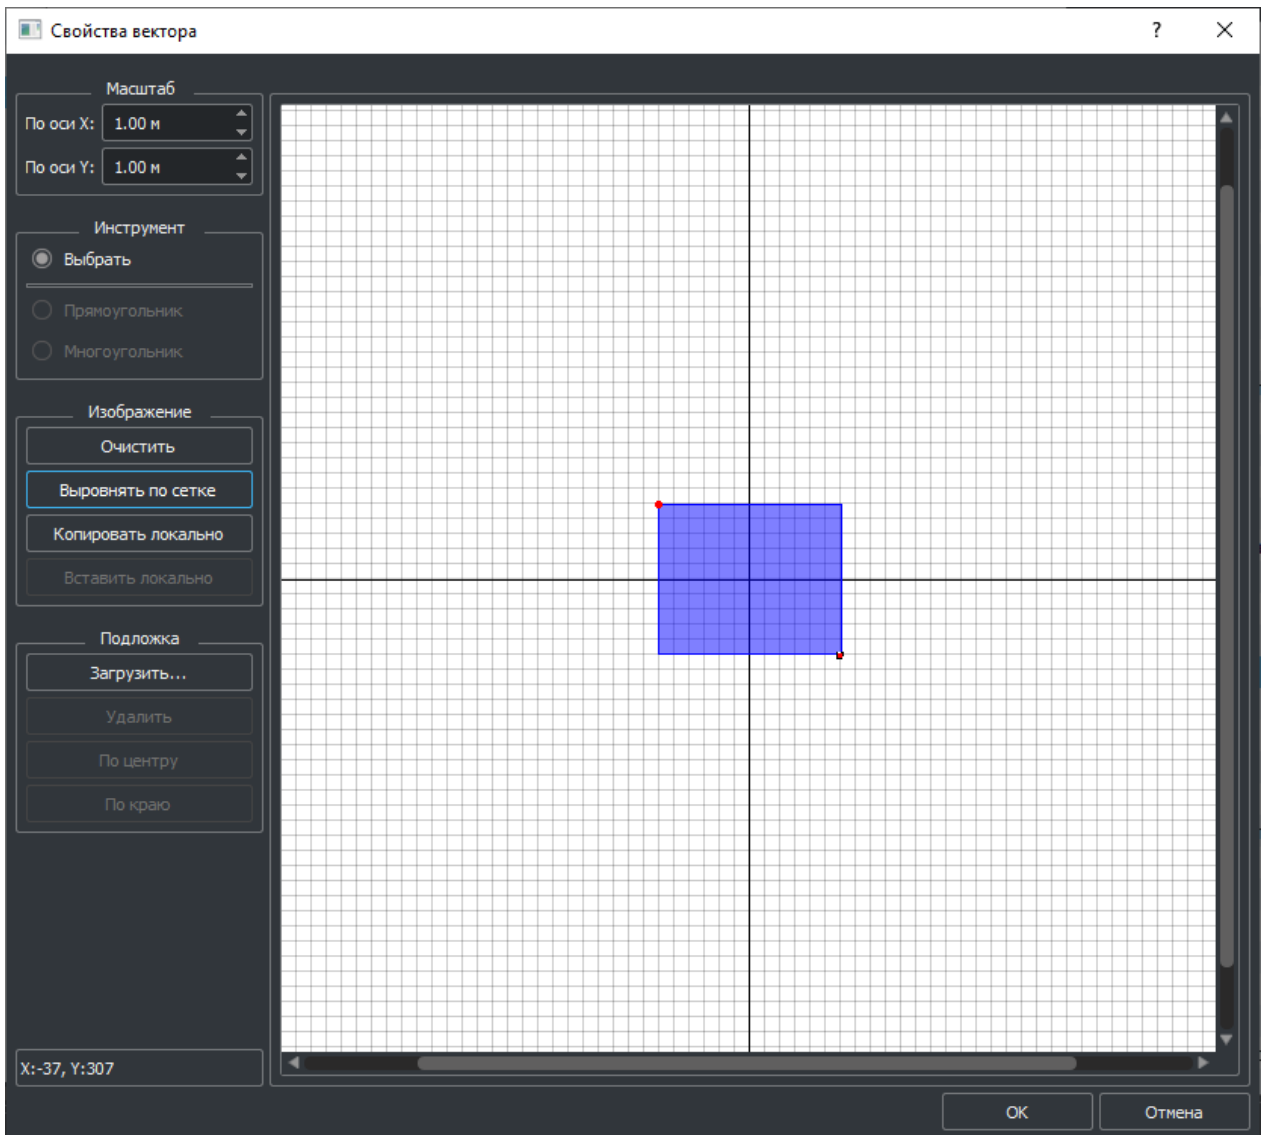 Свойства вектора
?
Масштаб
По оси X: 1.00 м
По оси Y: 1.00 м
Инструмент
Выбрать
Прямоугольник
Многоугольник
Изображение
Очистить
Выровнять по сетке
Копировать локально
Вставить локально
Подложка
Загрузить...
Удалить
По центру
По краю
X:-37, Y:307
ОК
Отмена